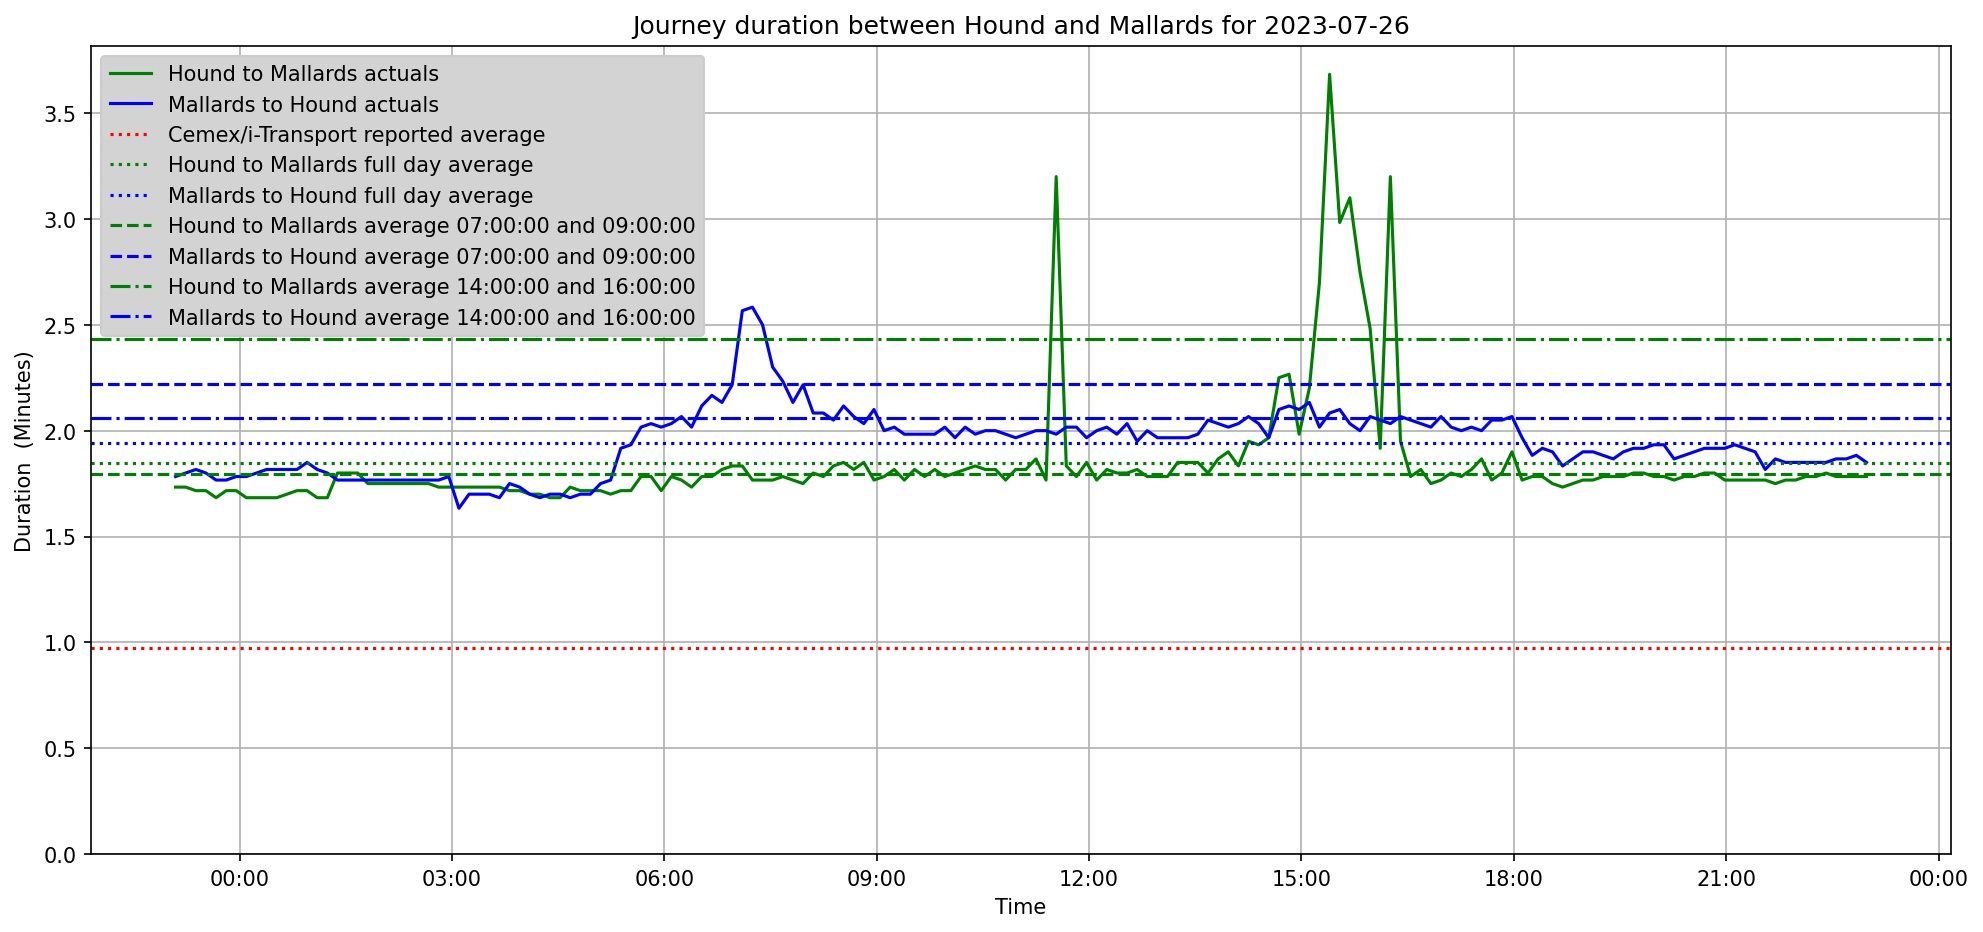 Journey duration between Hound and Mallards for 2023-07-26
Hound to Mallards actuals
Mallards to Hound actuals
Cemex/i-Transport reported average
Hound to Mallards full day average
Mallards to Hound full day average
Hound to Mallards average 07:00:00 and 09:00:00
Mallards to Hound average 07:00:00 and 09:00:00
Hound to Mallards average 14:00:00 and 16:00:00
Mallards to Hound average 14:00:00 and 16:00:00
3.5
3.0
2.5
2.0
1.5
1.0
0.5
0.0
Duration (Minutes)
00:00 03:00 06:00 09:00 12:00 15:00 18:00 21:00 00:00
Time